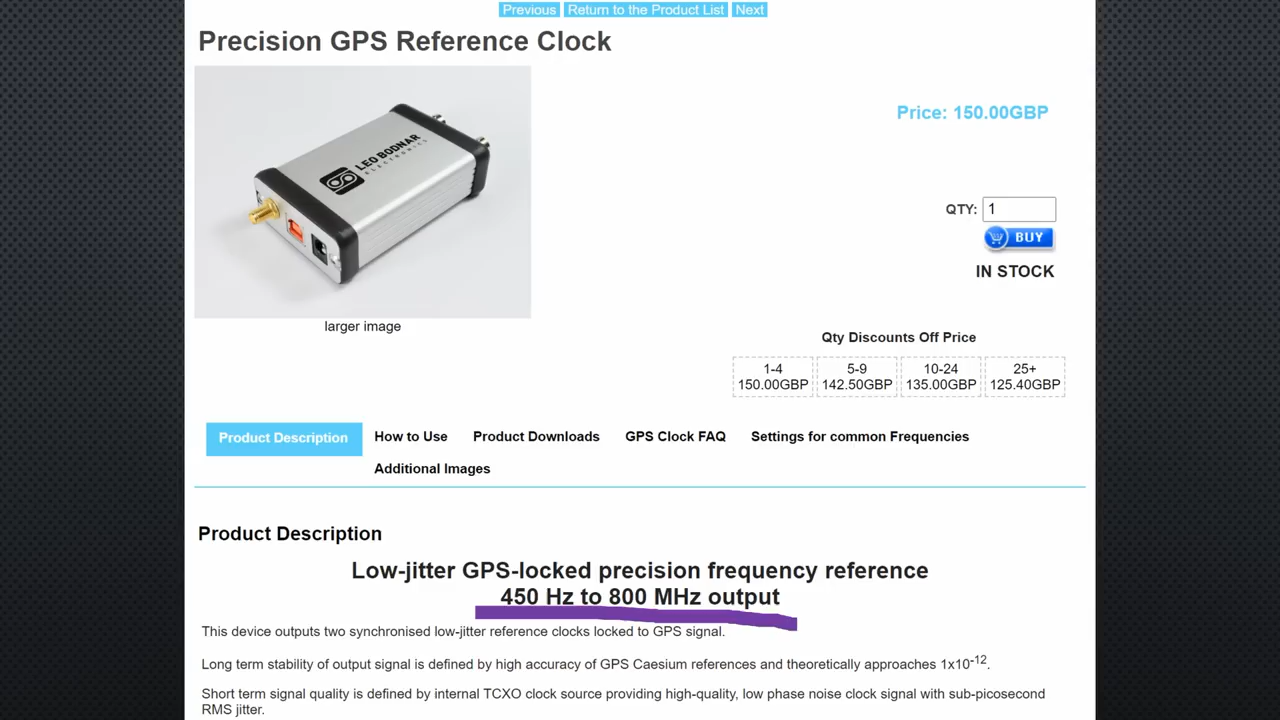 Previous Return to the Product List Next
Precision GPS Reference Clock
LEO BODNAR
ELECTRONICS
Price: 150.00GBP
QTY: 1
BUY
IN STOCK
larger image
Qty Discounts Off Price
1-4 5-9 10-24 25+
150.00GBP 142.50GBP 135.00GBP 125.40GBP
Product Description How to Use Product Downloads GPS Clock FAQ Settings for common Frequencies
Additional Images
Product Description
Low-jitter GPS-locked precision frequency reference
450 Hz to 800 MHz output
This device outputs two synchronised low-jitter reference clocks locked to GPS signal.
Long term stability of output signal is defined by high accuracy of GPS Caesium references and theoretically approaches 1x10-12.
Short term signal quality is defined by internal TCXO clock source providing high-quality, low phase noise clock signal with sub-picosecond
RMS jitter.